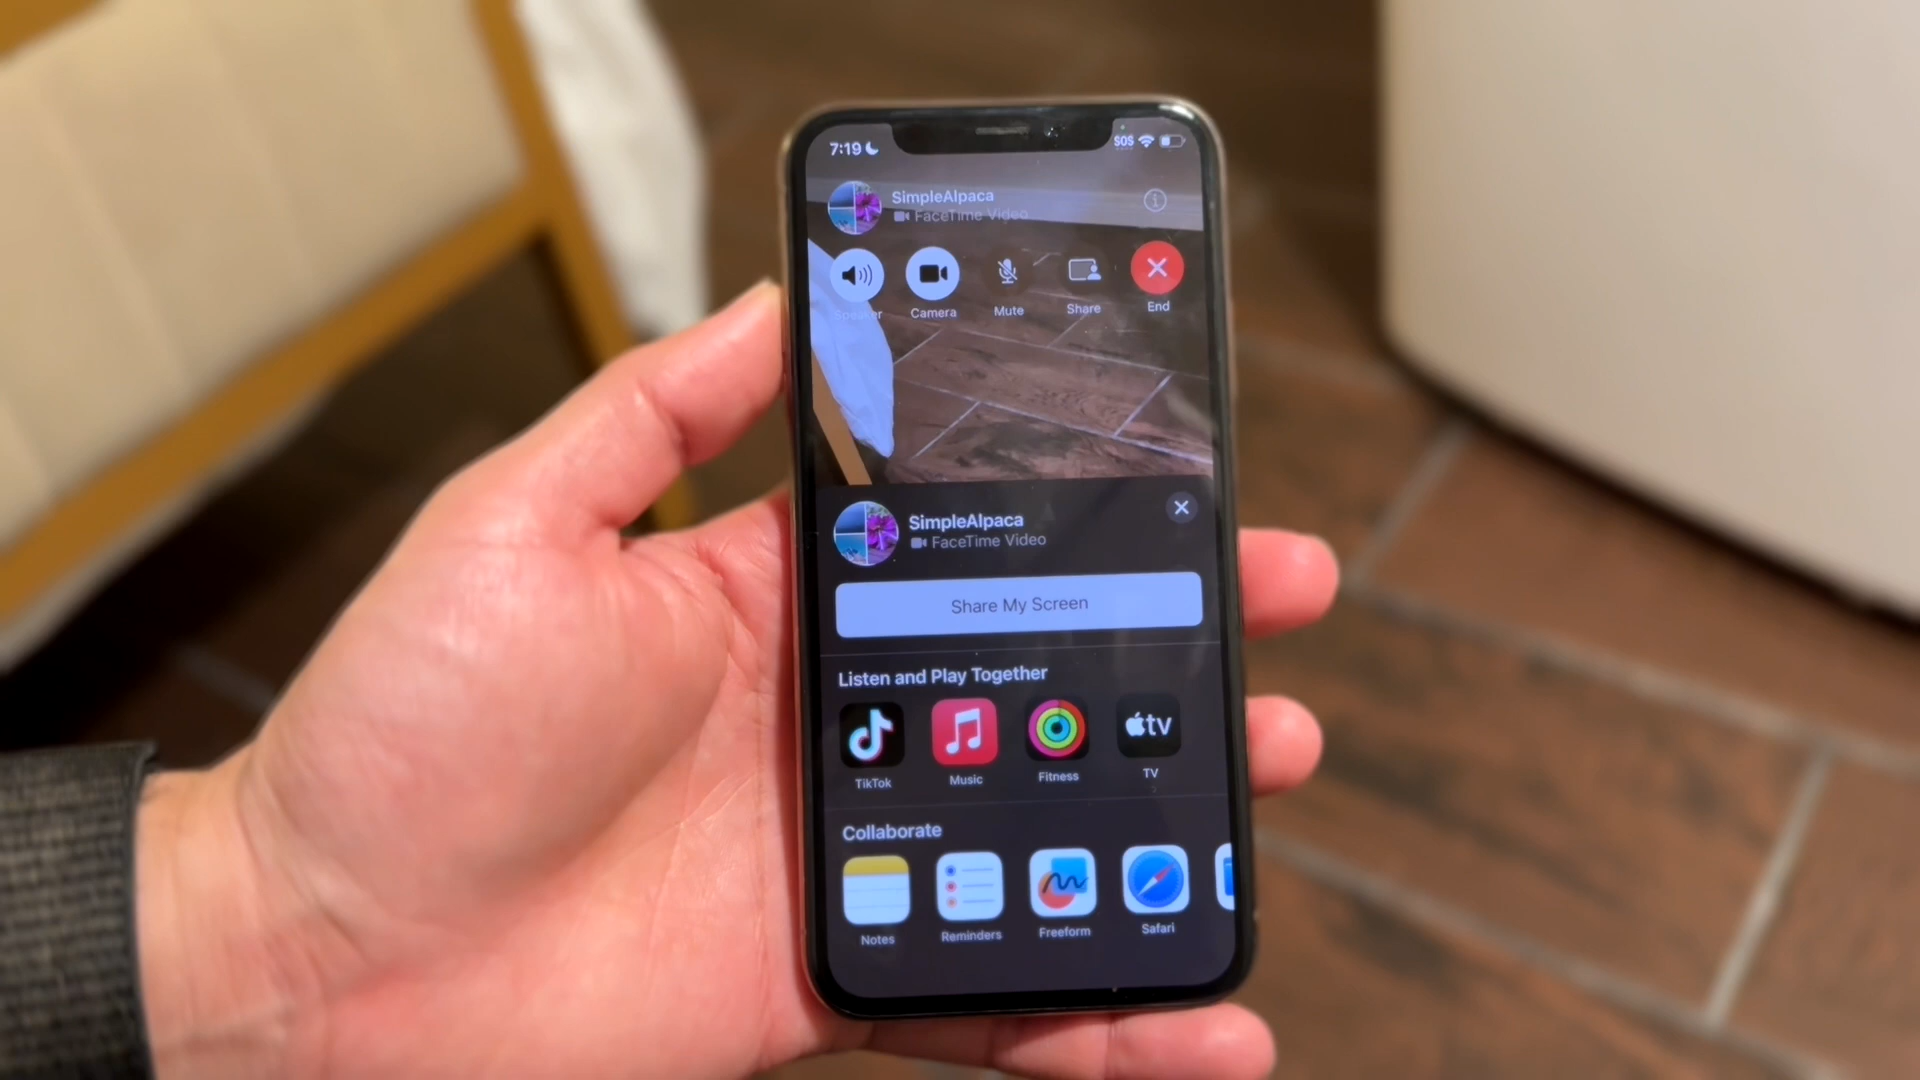 7:19
SOS
SimpleAlpaca
FaceTime Video
Speaker
Camera
Mute
Share
End
SimpleAlpaca
FaceTime Video
Share My Screen
Listen and Play Together
TikTok
Music
Fitness
tv
TV
Collaborate
Notes
Reminders
Freeform
Safari